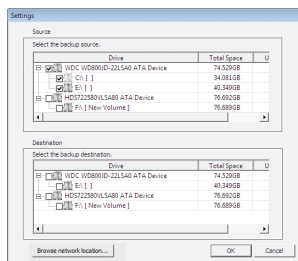 Settings
Source
Select the backup source.
Drive Total Space U
WDC WD800JD-22LSA0 ATA Device 74.529GB
C:\ [ ] 34.081GB
E:\ [ ] 40.349GB
HDS722580VLSA80 ATA Device 76.692GB
F:\ [ New Volume ] 76.689GB
Destination
Select the backup destination.
Drive Total Space U
WDC WD800JD-22LSA0 ATA Device 74.529GB
E:\ [ ] 40.349GB
HDS722580VLSA80 ATA Device 76.692GB
F:\ [ New Volume ] 76.689GB
Browse network location... OK Cancel